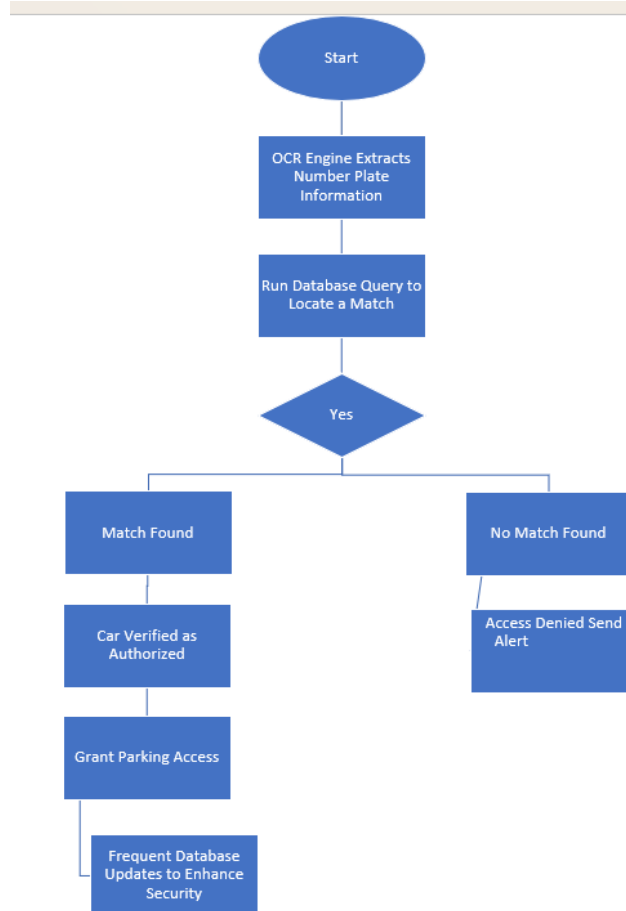 Start
OCR Engine Extracts
Number Plate
Information
Run Database Query to
Locate a Match
Yes
Match Found
No Match Found
Car Verified as
Authorized
Access Denied Send
Alert
Grant Parking Access
Frequent Database
Updates to Enhance
Security